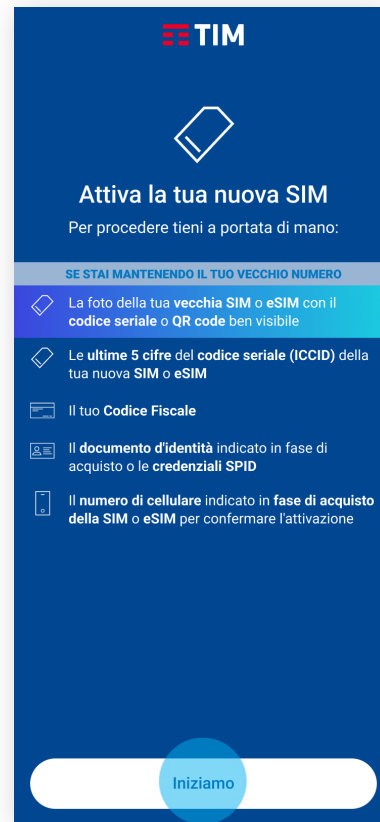 TIM
Attiva la tua nuova SIM
Per procedere tieni a portata di mano:
SE STAI MANTENENDO IL TUO VECCHIO NUMERO
La foto della tua vecchia SIM o eSIM con il
codice seriale o QR code ben visibile
Le ultime 5 cifre del codice seriale (ICCID) della
tua nuova SIM o eSIM
Il tuo Codice Fiscale
Il documento d'identità indicato in fase di
acquisto o le credenziali SPID
Il numero di cellulare indicato in fase di acquisto
della SIM o eSIM per confermare l'attivazione
Iniziamo